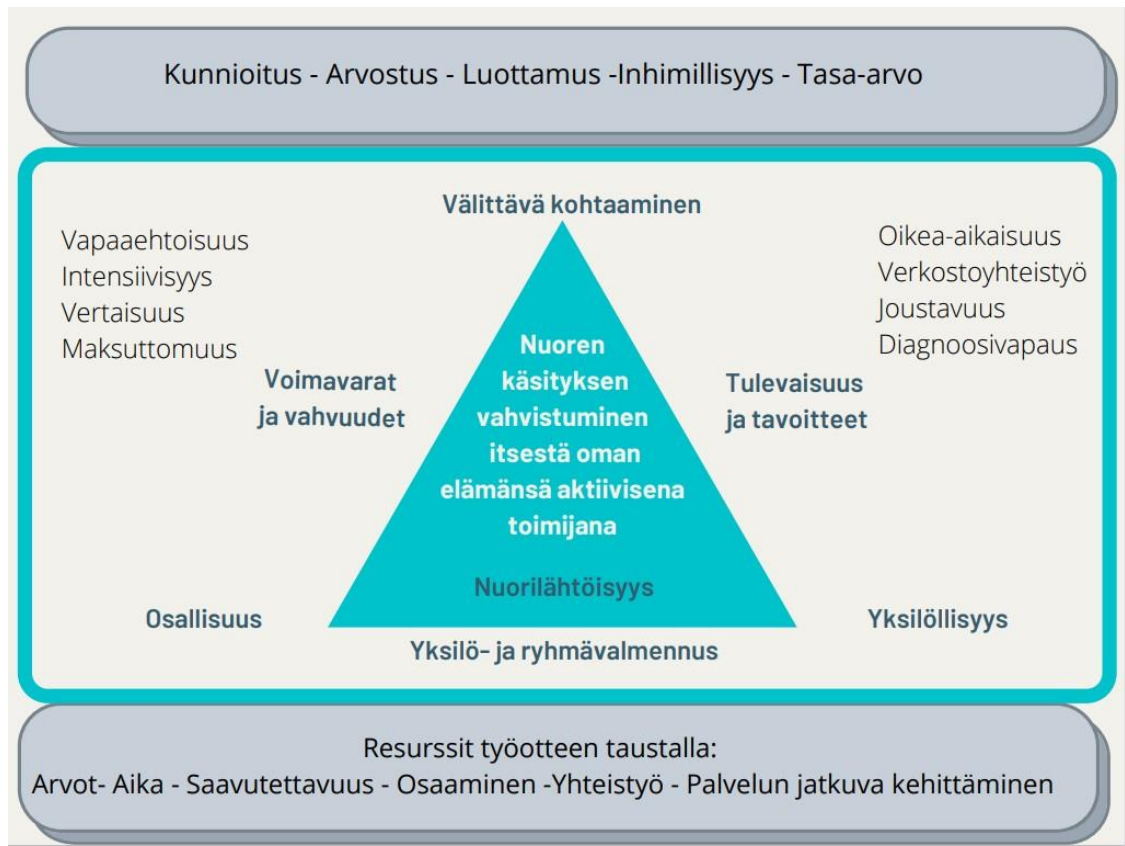 Kunnioitus - Arvostus - Luottamus -Inhimillisyys - Tasa-arvo
Välittävä kohtaaminen
Vapaaehtoisuus
Intensiivisyys
Vertaisuus
Maksuttomuus
Oikea-aikaisuus
Verkostoyhteistyö
Joustavuus
Diagnoosivapaus
Voimavarat
ja vahvuudet
Nuoren
käsityksen
vahvistuminen
itsestä oman
elämänsä aktiivisena
toimijana
Tulevaisuus
ja tavoitteet
Nuorilähtöisyys
Osallisuus
Yksilöllisyys
Yksilö- ja ryhmävalmennus
Resurssit työotteen taustalla:
Arvot- Aika - Saavutettavuus - Osaaminen -Yhteistyö - Palvelun jatkuva kehittäminen